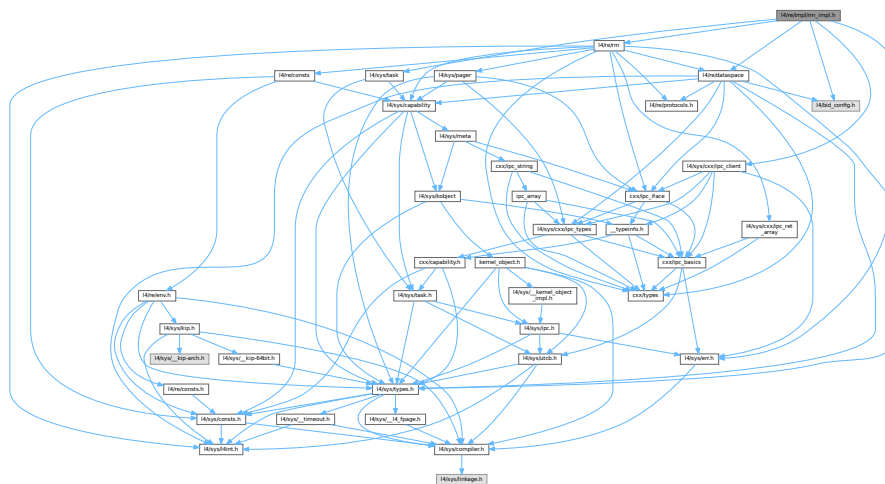 l4/re/impl/rm_impl.h
l4/re/rm
l4/re/consts
l4/sys/task
l4/sys/pager
l4/re/dataspace
l4/sys/capability
l4/re/protocols.h
l4/bid_config.h
l4/sys/meta
cxx/ipc_string
l4/sys/cxx/ipc_client
l4/sys/kobject
ipc_array
cxx/ipc_iface
l4/sys/cxx/ipc_types
__typeinfo.h
l4/sys/cxx/ipc_ret
_array
cxx/capability.h
kernel_object.h
cxx/ipc_basics
l4/re/env.h
l4/sys/task.h
l4/sys/__kernel_object
_impl.h
cxx/types
l4/sys/kip.h
l4/sys/ipc.h
l4/sys/__kip-arch.h
l4/sys/__kip-64bit.h
l4/sys/utcb.h
l4/sys/err.h
l4/re/consts.h
l4/sys/types.h
l4/sys/consts.h
l4/sys/__timeout.h
l4/sys/__l4_fpage.h
l4/sys/l4int.h
l4/sys/compiler.h
l4/sys/linkage.h